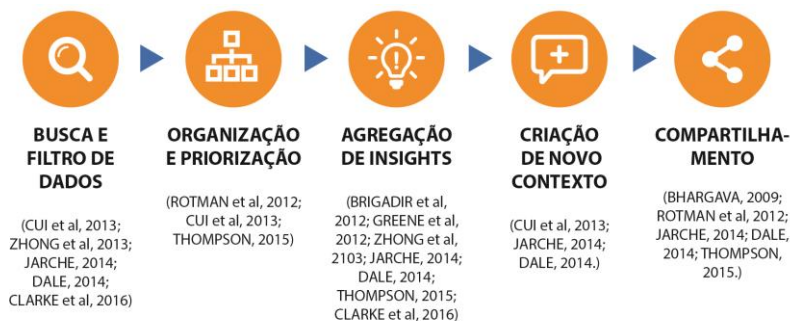 BUSCA E
FILTRO DE
DADOS
(CUI et al, 2013;
ZHONG et al, 2013;
JARCHE, 2014;
DALE, 2014;
CLARKE et al, 2016)
ORGANIZAÇÃO
E PRIORIZAÇÃO
(ROTMAN et al, 2012;
CUI et al, 2013;
THOMPSON, 2015)
AGREGAÇÃO
DE INSIGHTS
(BRIGADIR et al,
2012; GREENE et al,
2012; ZHONG et al,
2103; JARCHE, 2014;
DALE, 2014;
THOMPSON, 2015;
CLARKE et al, 2016)
CRIAÇÃO
DE NOVO
CONTEXTO
(CUI et al, 2013;
JARCHE, 2014;
DALE, 2014.)
COMPARTILHA-
MENTO
(BHARGAVA, 2009;
ROTMAN et al, 2012;
JARCHE, 2014; DALE,
2014; THOMPSON,
2015.)